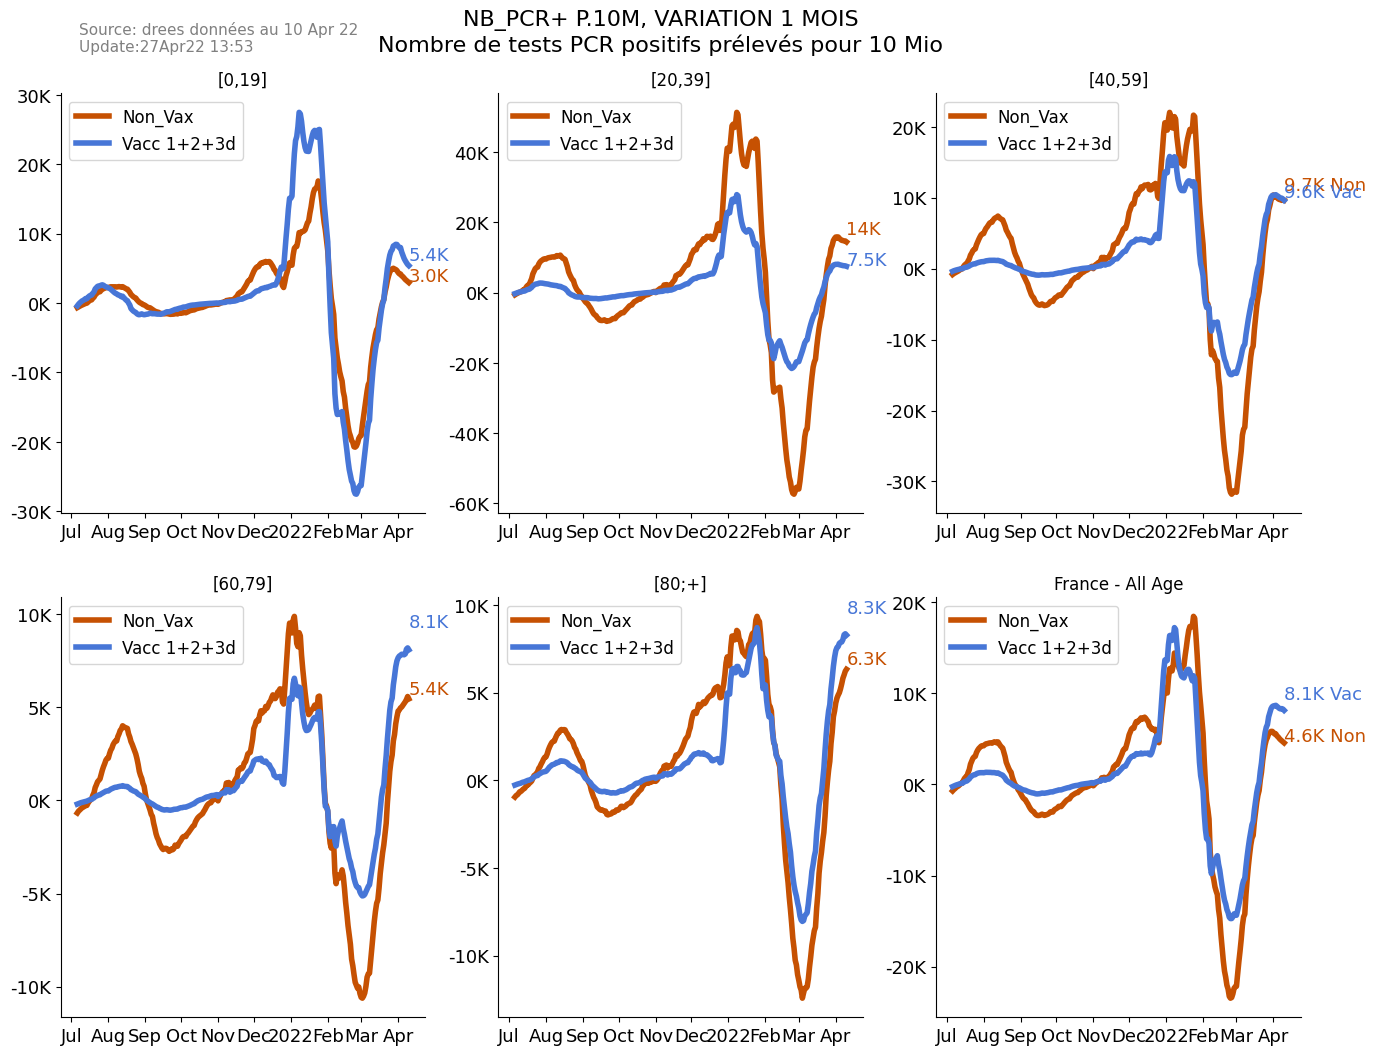 NB_PCR+ P.10M, VARIATION 1 MOIS
Nombre de tests PCR positifs prélevés pour 10 Mio
Source: drees données au 10 Apr 22
Update:27Apr22 13:53
[0,19]
Non_Vax
Vacc 1+2+3d
30K
20K
10K
0K
-10K
-20K
-30K
5.4K
3.0K
Jul Aug Sep Oct Nov Dec 2022 Feb Mar Apr
[20,39]
Non_Vax
Vacc 1+2+3d
40K
20K
0K
-20K
-40K
-60K
14K
7.5K
Jul Aug Sep Oct Nov Dec 2022 Feb Mar Apr
[40,59]
Non_Vax
Vacc 1+2+3d
20K
10K
0K
-10K
-20K
-30K
9.7K Non
9.6K Vac
Jul Aug Sep Oct Nov Dec 2022 Feb Mar Apr
[60,79]
Non_Vax
Vacc 1+2+3d
10K
5K
0K
-5K
-10K
8.1K
5.4K
Jul Aug Sep Oct Nov Dec 2022 Feb Mar Apr
[80;+]
Non_Vax
Vacc 1+2+3d
10K
5K
0K
-5K
-10K
8.3K
6.3K
Jul Aug Sep Oct Nov Dec 2022 Feb Mar Apr
France - All Age
Non_Vax
Vacc 1+2+3d
20K
10K
0K
-10K
-20K
8.1K Vac
4.6K Non
Jul Aug Sep Oct Nov Dec 2022 Feb Mar Apr